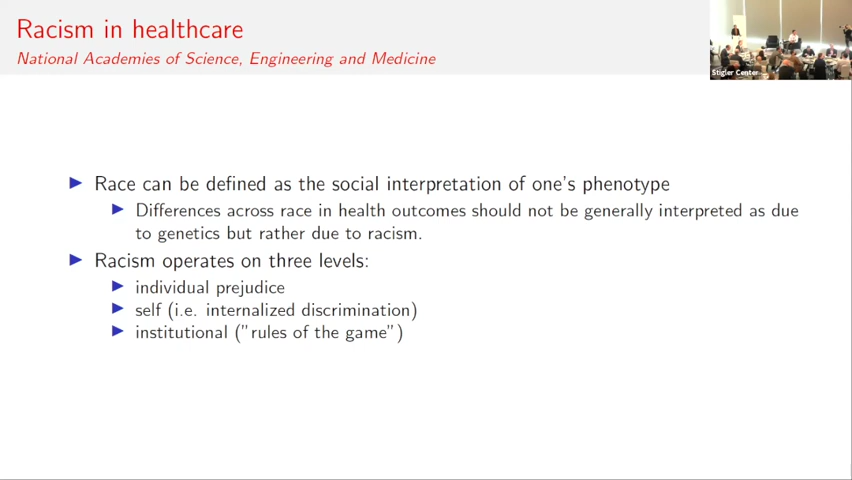 Racism in healthcare
National Academies of Science, Engineering and Medicine
Stigler Center
Race can be defined as the social interpretation of one's phenotype
Differences across race in health outcomes should not be generally interpreted as due
to genetics but rather due to racism.
Racism operates on three levels:
individual prejudice
self (i.e. internalized discrimination)
institutional ("rules of the game")